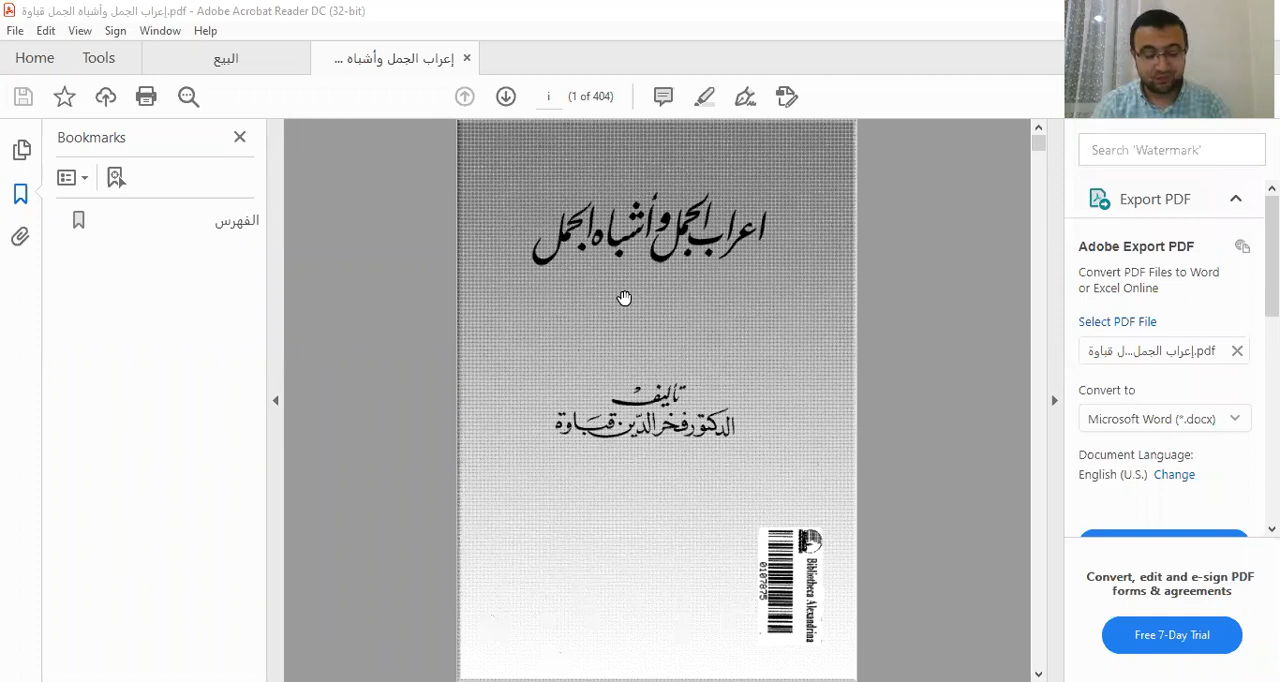 إعراب الجمل وأشباه الجمل قباوة.pdf - Adobe Acrobat Reader DC (32-bit)
File Edit View Sign Window Help
Home Tools البيع إعراب الجمل وأشباه ... ×
i (1 of 404)
Bookmarks
الفهرس
اعراب الجمل وأشباه الجمل
تأليف
الدكتور فخر الدين قباوة
Bibliotheca Alexandrina
0107875
Search 'Watermark'
Export PDF
Adobe Export PDF
Convert PDF Files to Word
or Excel Online
Select PDF File
إعراب الجمل...ل قباوة.pdf
Convert to
Microsoft Word (*.docx)
Document Language:
English (U.S.) Change
Convert, edit and e-sign PDF
forms & agreements
Free 7-Day Trial